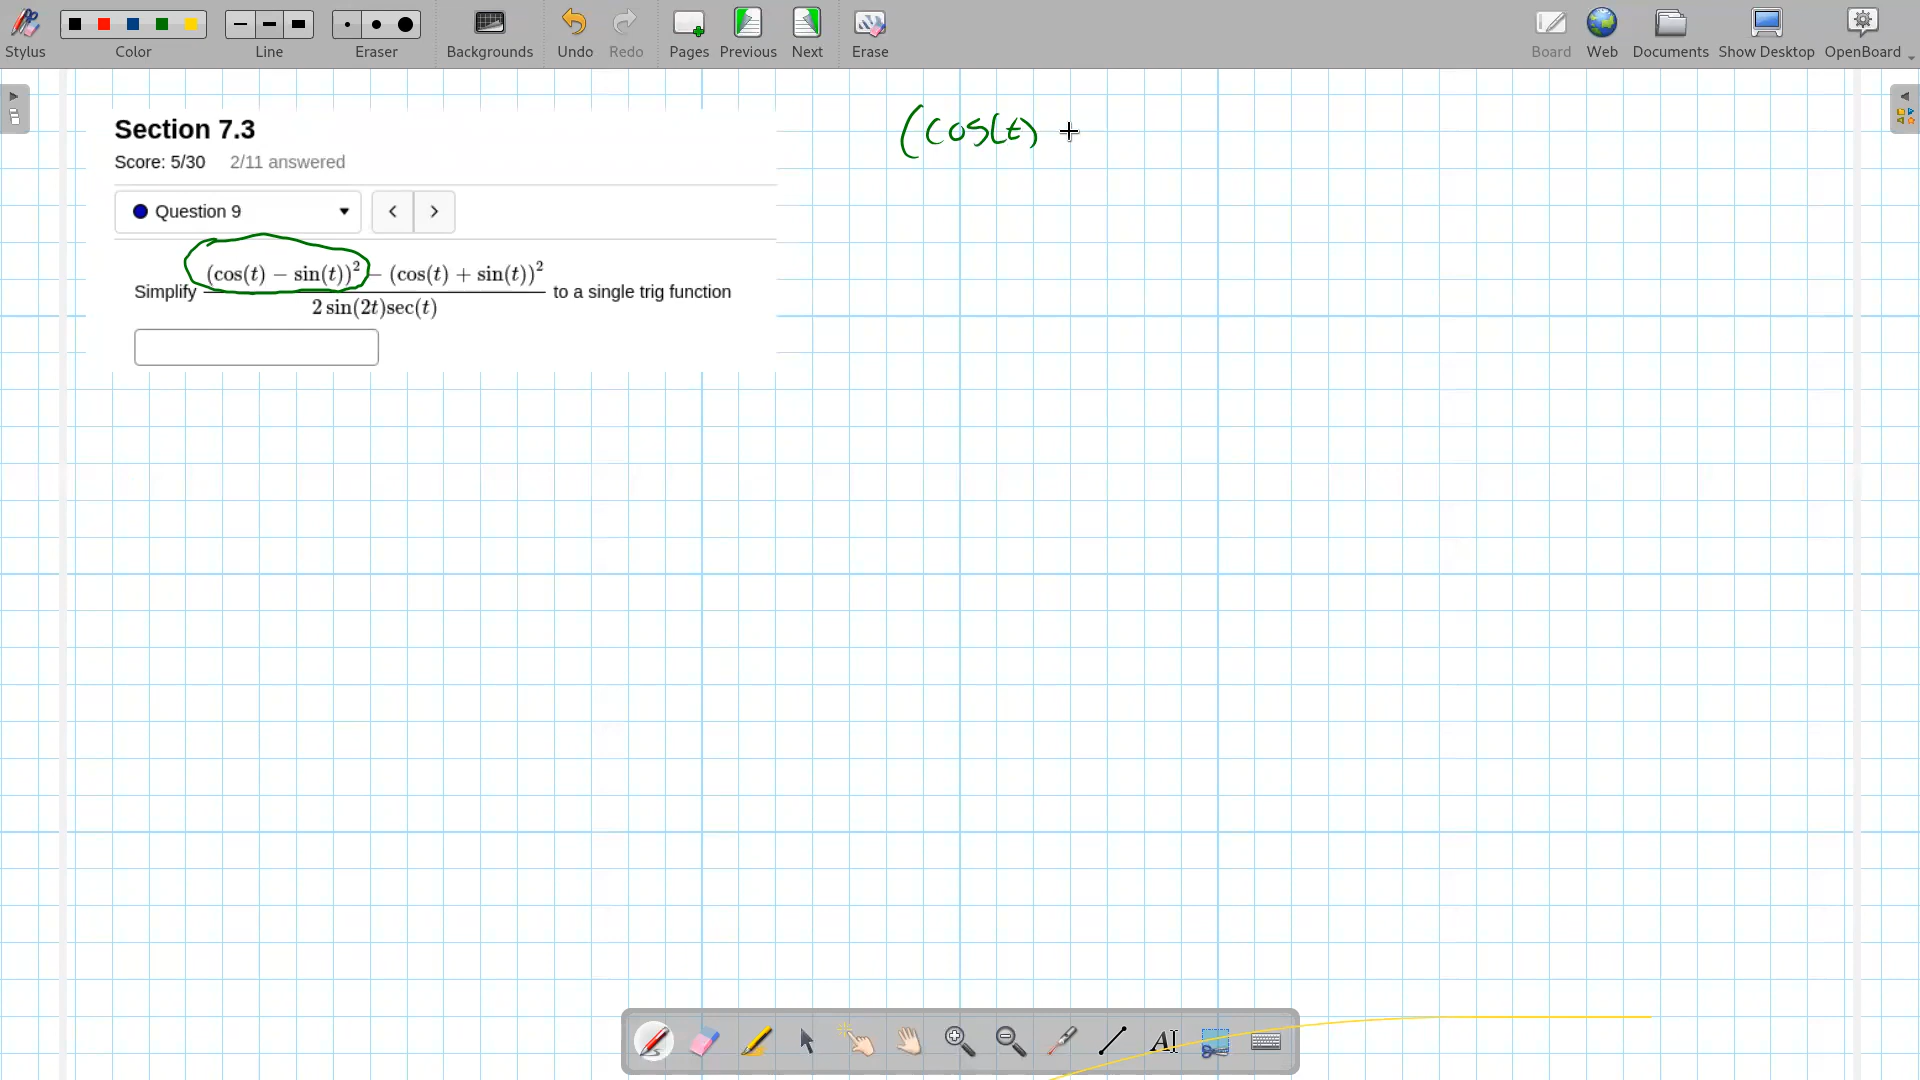 Stylus Color Line Eraser Backgrounds Undo Redo Pages Previous Next Erase Board Web Documents Show Desktop OpenBoard
Section 7.3
Score: 5/30 2/11 answered
Question 9
Simplify \frac{(cos(t) − sin(t))² − (cos(t) + sin(t))²}{2 sin(2t)sec(t)} to a single trig function
(cos(t)